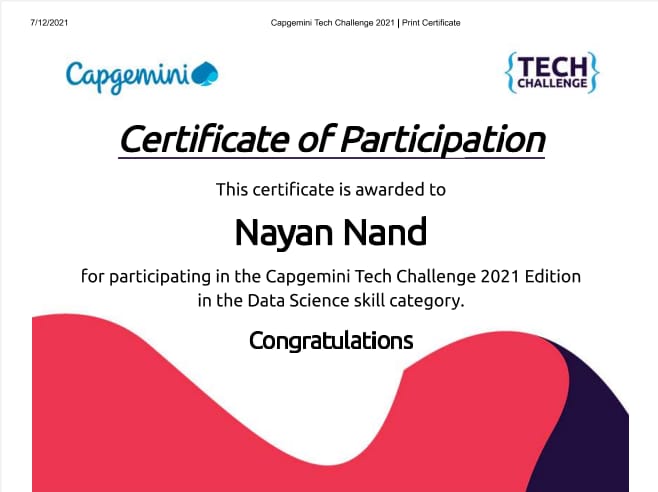 7/12/2021
Capgemini Tech Challenge 2021 | Print Certificate
Capgemini
{TECH
CHALLENGE}
Certificate of Participation
This certificate is awarded to
Nayan Nand
for participating in the Capgemini Tech Challenge 2021 Edition
in the Data Science skill category.
Congratulations